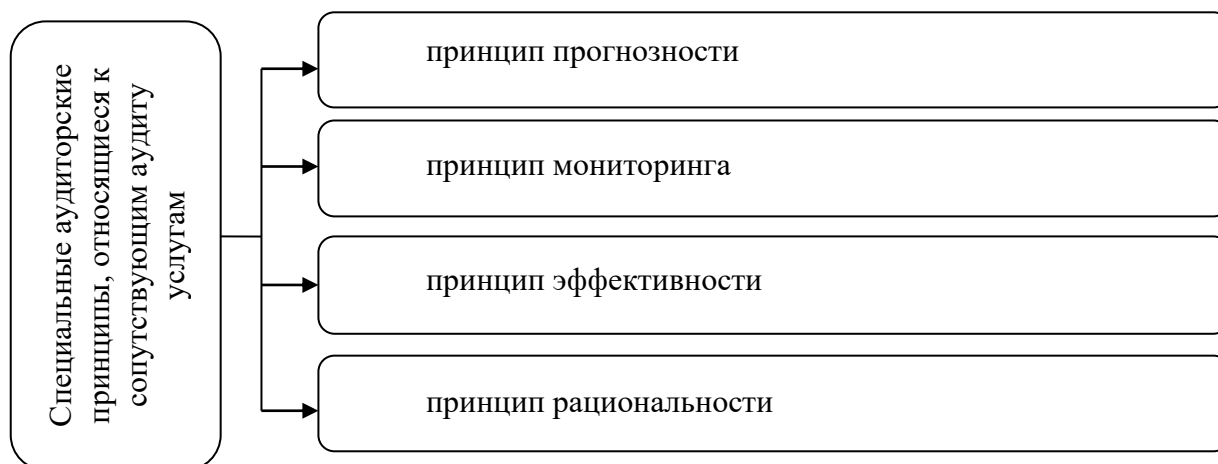 Специальные аудиторские
принципы, относящиеся к
сопутствующим аудиту
услугам
принцип прогнозности
принцип мониторинга
принцип эффективности
принцип рациональности